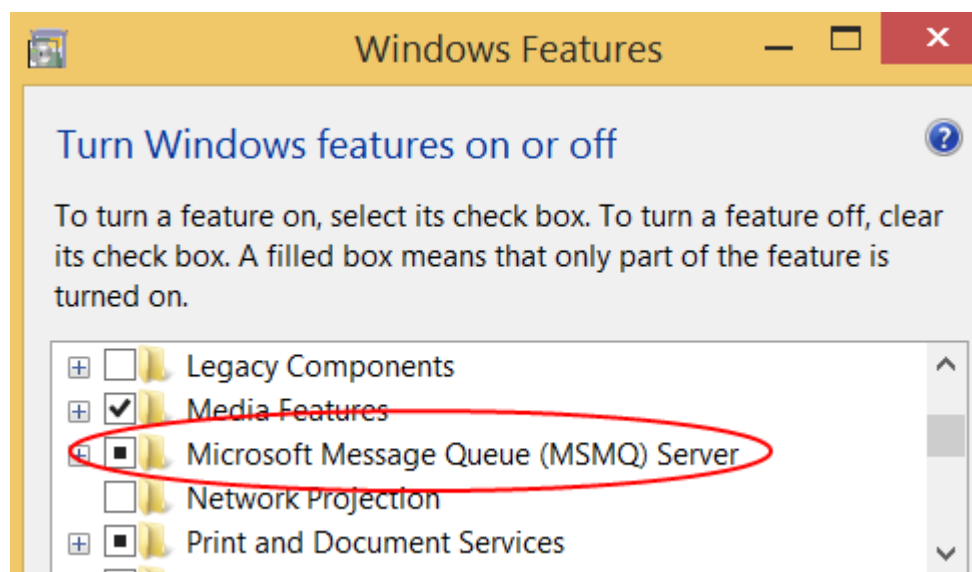 Windows Features
Turn Windows features on or off
To turn a feature on, select its check box. To turn a feature off, clear
its check box. A filled box means that only part of the feature is
turned on.
Legacy Components
Media Features
Microsoft Message Queue (MSMQ) Server
Network Projection
Print and Document Services